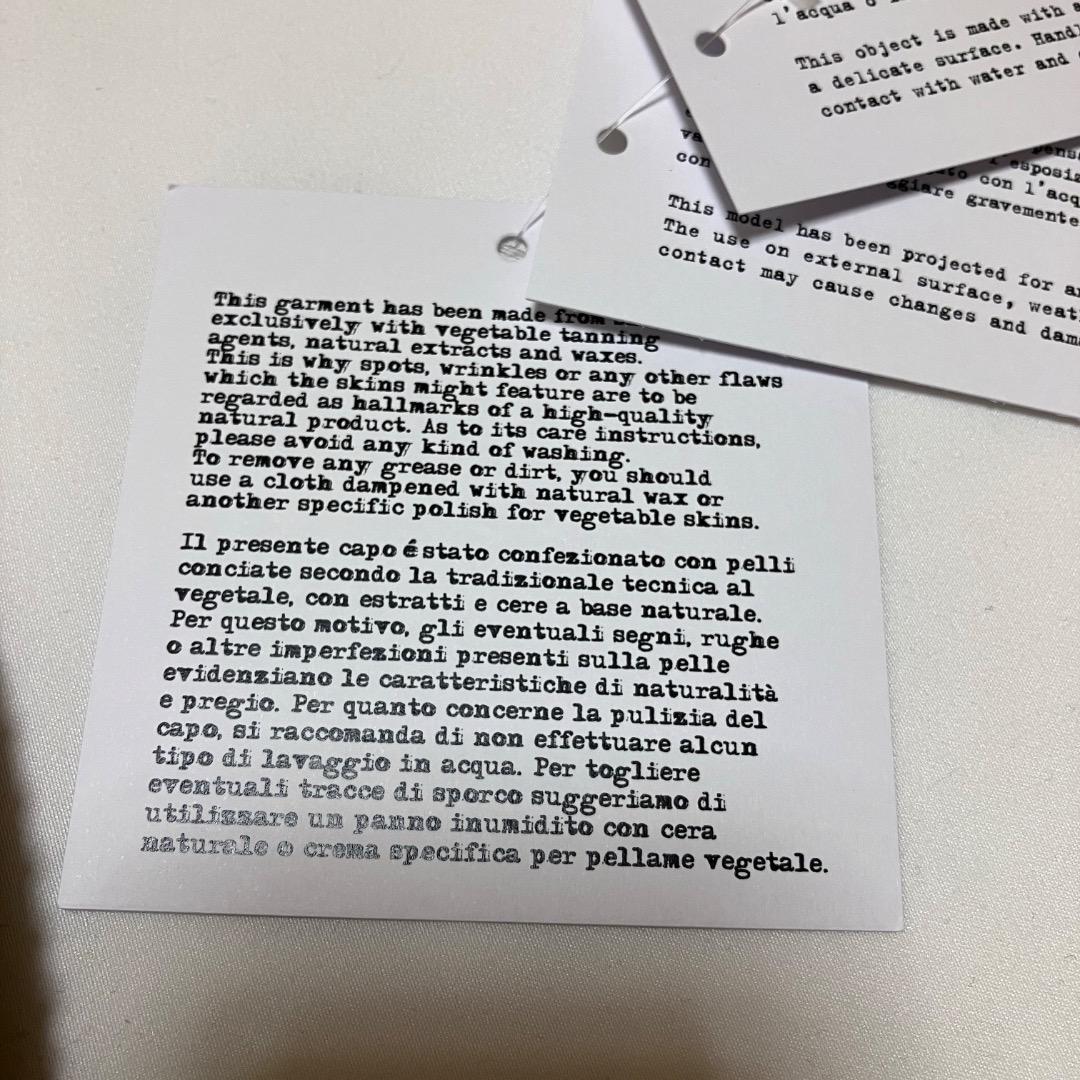 l'acqua o
This object is made with a
a delicate surface.
contact with water and
con
l'esposiz
con l'acq
gravemente
This model has been projected for
The use on external surface,
contact may cause changes and
This garment has been made from
exclusively with vegetable tanning
agents, natural extracts and waxes.
This is why spots, wrinkles or any other flaws
which the skins might feature are to be
regarded as hallmarks of a high-quality
natural product. As to its care instructions,
please avoid any kind of washing.
To remove any grease or dirt, you should
use a cloth dampened with natural wax or
another specific polish for vegetable skins.
Il presente capo é stato confezionato con pelli
conciate secondo la tradizionale tecnica al
vegetale, con estratti e cere a base naturale.
Per questo motivo, gli eventuali segni, rughe
o altre imperfezioni presenti sulla pelle
evidenziano le caratteristiche di naturalità
e pregio. Per quanto concerne la pulizia del
capo, si raccomanda di non effettuare alcun
tipo di lavaggio in acqua. Per togliere
eventuali tracce di sporco suggeriamo di
utilizzare un panno inumidito con cera
naturale o crema specifica per pellame vegetale.